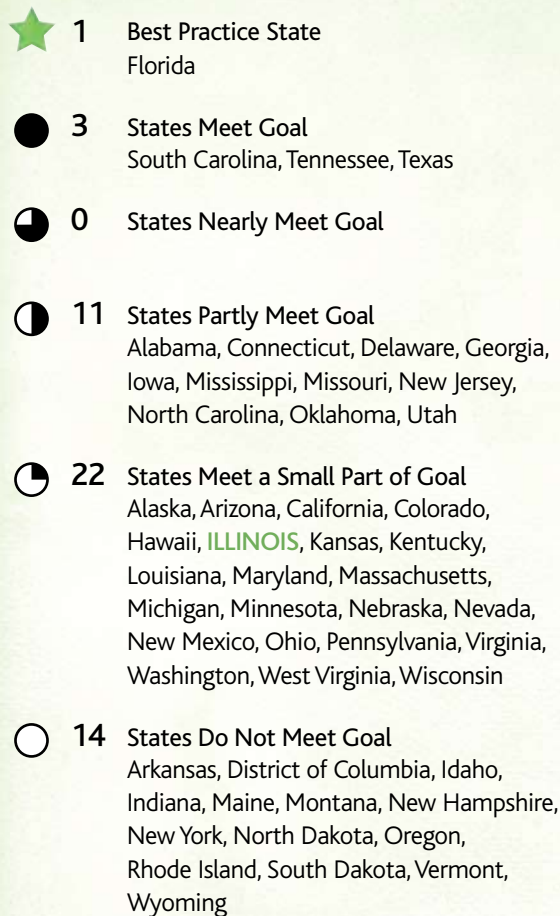 1 Best Practice State
Florida
3 States Meet Goal
South Carolina, Tennessee, Texas
0 States Nearly Meet Goal
11 States Partly Meet Goal
Alabama, Connecticut, Delaware, Georgia,
Iowa, Mississippi, Missouri, New Jersey,
North Carolina, Oklahoma, Utah
22 States Meet a Small Part of Goal
Alaska, Arizona, California, Colorado,
Hawaii, ILLINOIS, Kansas, Kentucky,
Louisiana, Maryland, Massachusetts,
Michigan, Minnesota, Nebraska, Nevada,
New Mexico, Ohio, Pennsylvania, Virginia,
Washington, West Virginia, Wisconsin
14 States Do Not Meet Goal
Arkansas, District of Columbia, Idaho,
Indiana, Maine, Montana, New Hampshire,
New York, North Dakota, Oregon,
Rhode Island, South Dakota, Vermont,
Wyoming